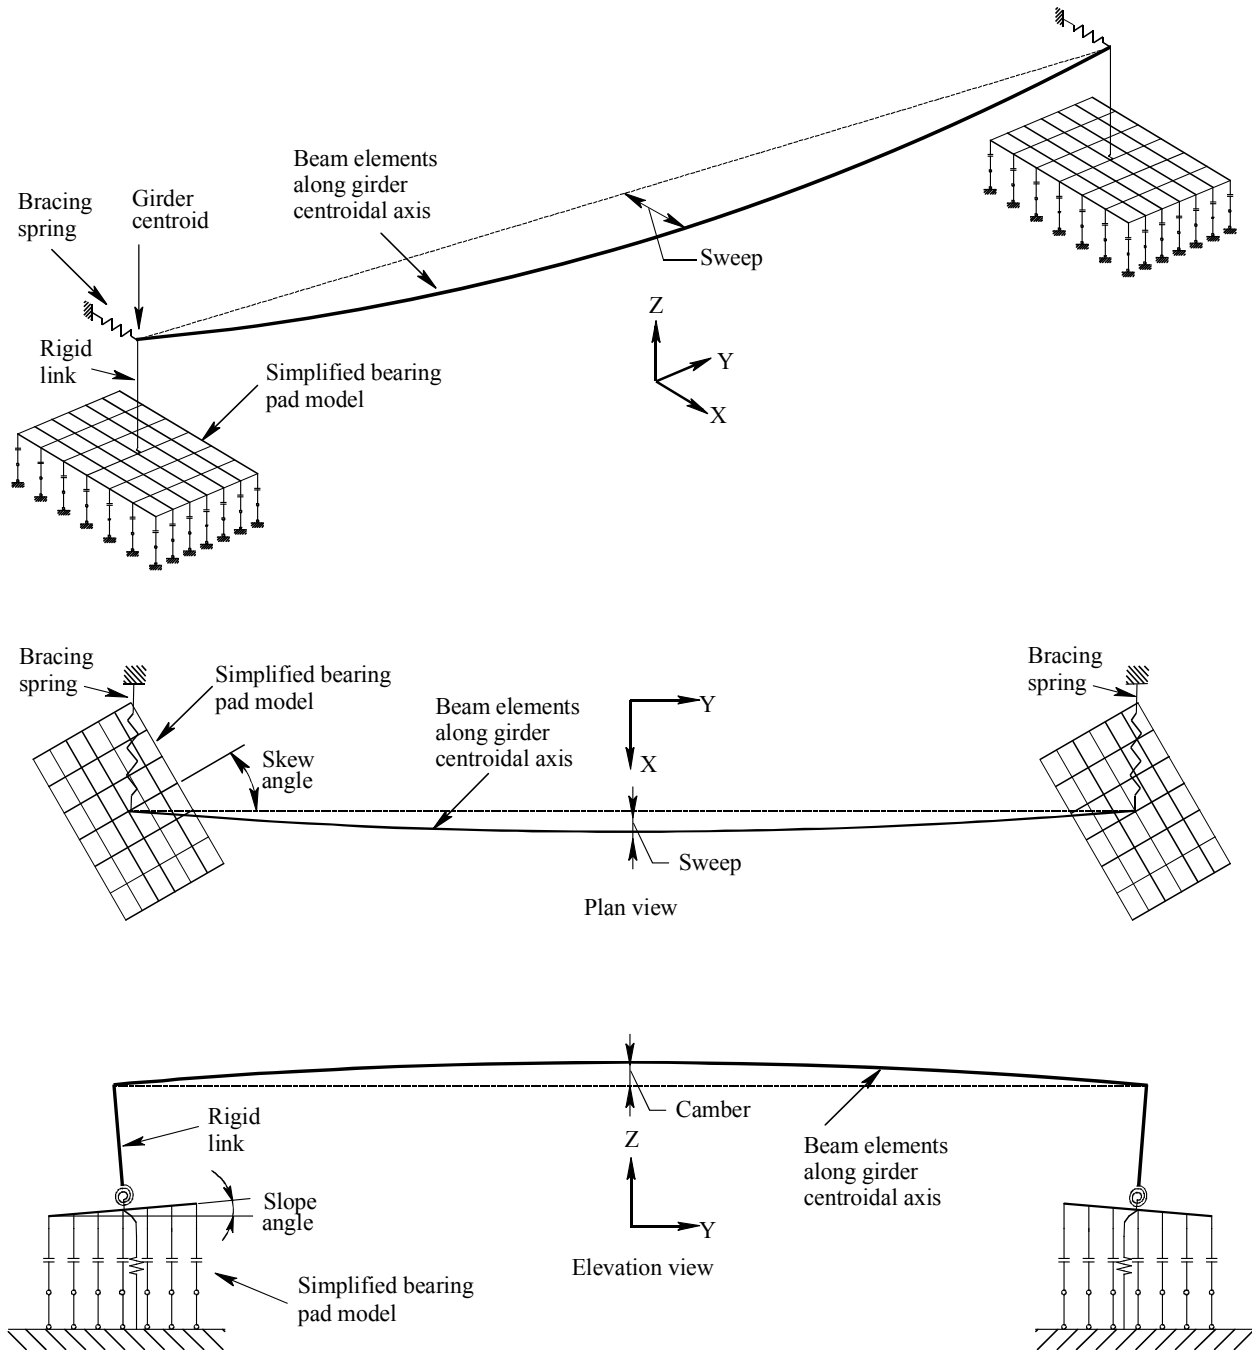 Bracing
spring
Girder
centroid
Beam elements
along girder
centroidal axis
Sweep
Rigid
link
Simplified bearing
pad model
Z
Y
X
Bracing
spring
Simplified bearing
pad model
Skew
angle
Beam elements
along girder
centroidal axis
Y
X
Sweep
Bracing
spring
Plan view
Rigid
link
Slope
angle
Simplified bearing
pad model
Camber
Z
Y
Beam elements
along girder
centroidal axis
Elevation view